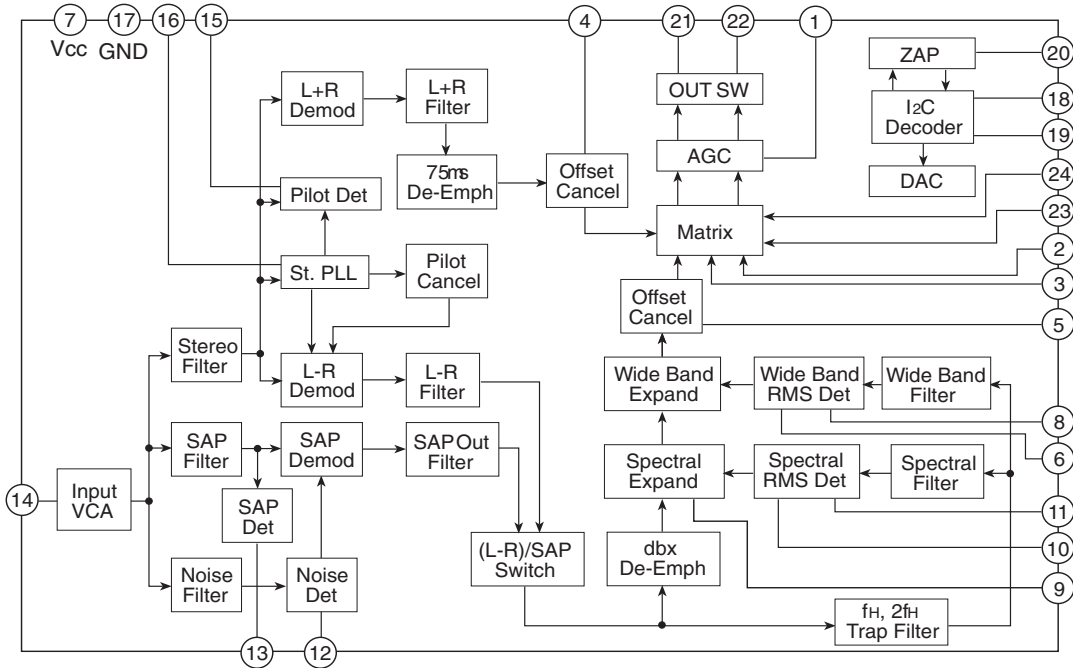 7 17 16 15 4 21 22 1
Vcc GND
20
ZAP
18
I2C
Decoder
19
DAC
24
23
2
3
5
8
6
11
10
9
OUT SW
AGC
Matrix
L+R
Demod
L+R
Filter
75ms
De-Emph
Offset
Cancel
Pilot Det
St. PLL
Pilot
Cancel
Offset
Cancel
Stereo
Filter
L-R
Demod
L-R
Filter
Wide Band
Expand
Wide Band
RMS Det
Wide Band
Filter
SAP
Filter
SAP
Demod
SAP Out
Filter
Spectral
Expand
Spectral
RMS Det
Spectral
Filter
14
Input
VCA
SAP
Det
(L-R)/SAP
Switch
dbx
De-Emph
Noise
Filter
Noise
Det
fH, 2fH
Trap Filter
13 12